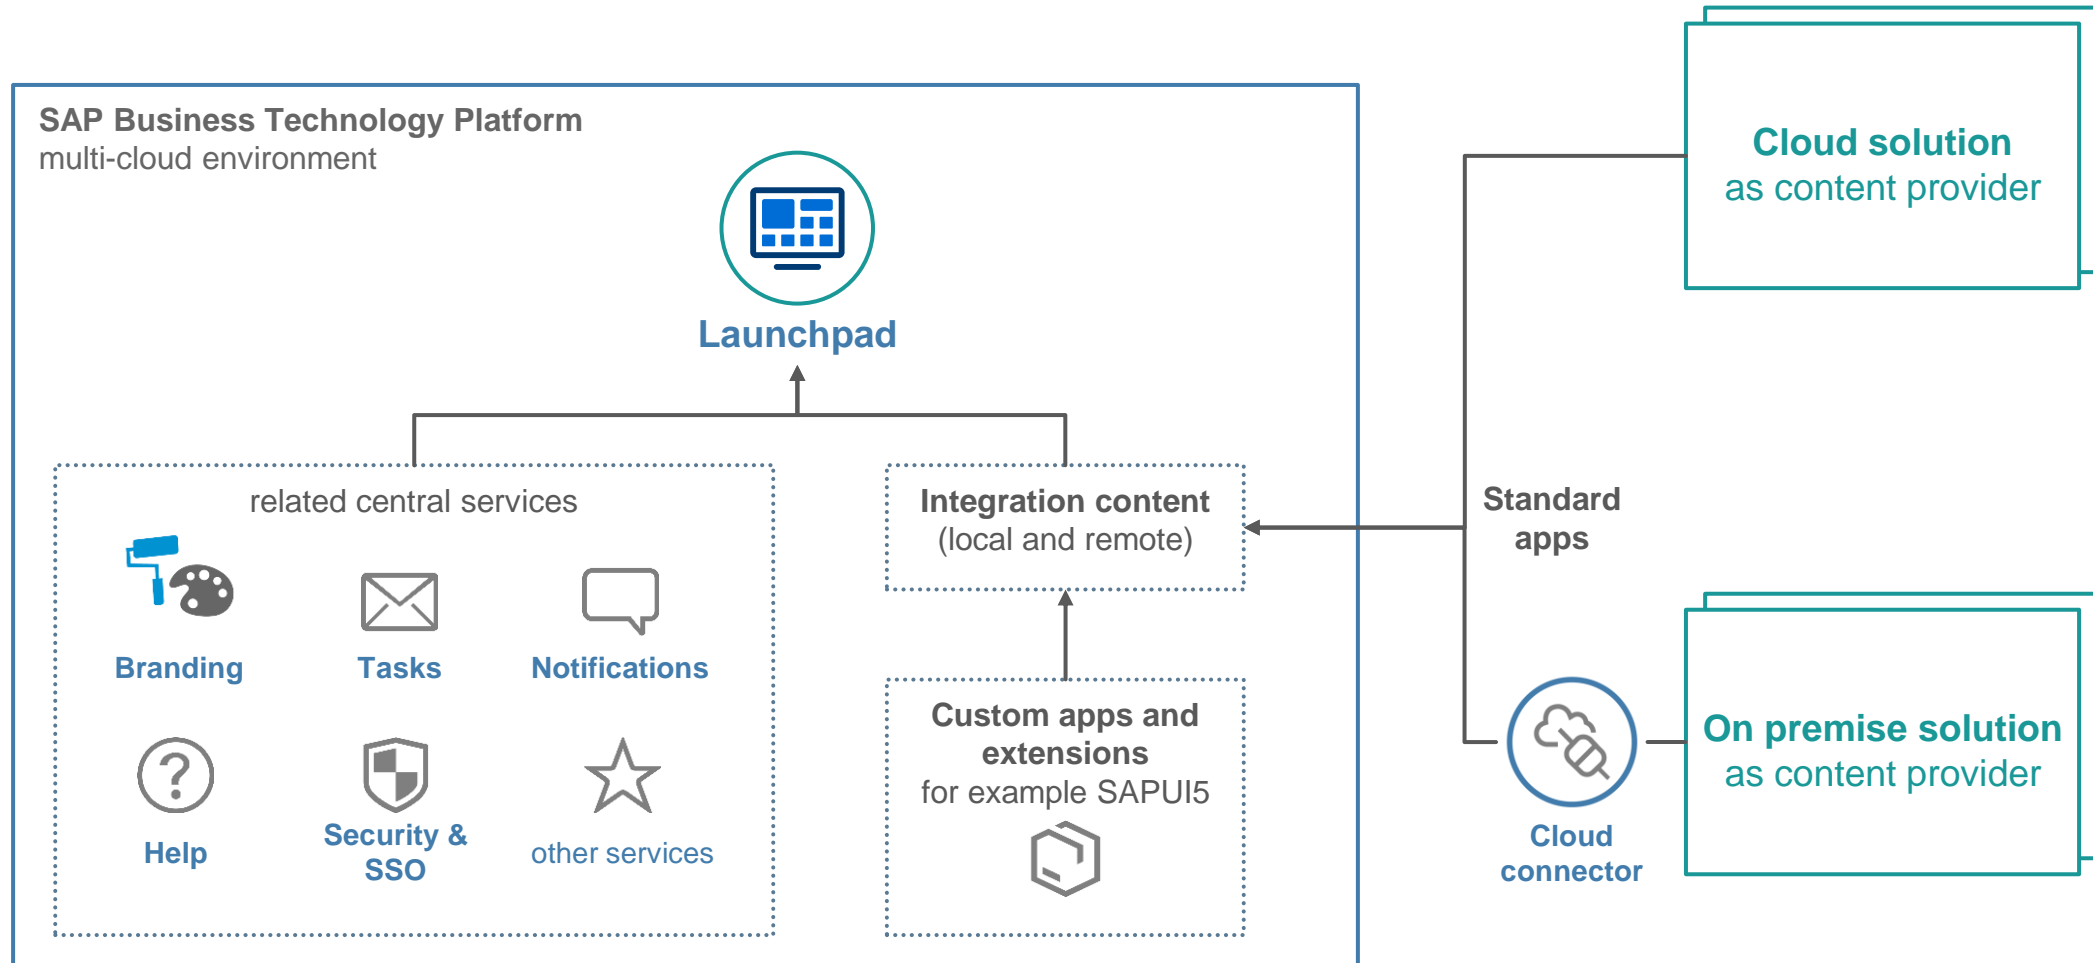 SAP Business Technology Platform
multi-cloud environment
Launchpad
related central services
Branding
Tasks
Notifications
Help
Security &
SSO
other services
Integration content
(local and remote)
Custom apps and
extensions
for example SAPUI5
Standard
apps
Cloud solution
as content provider
Cloud
connector
On premise solution
as content provider